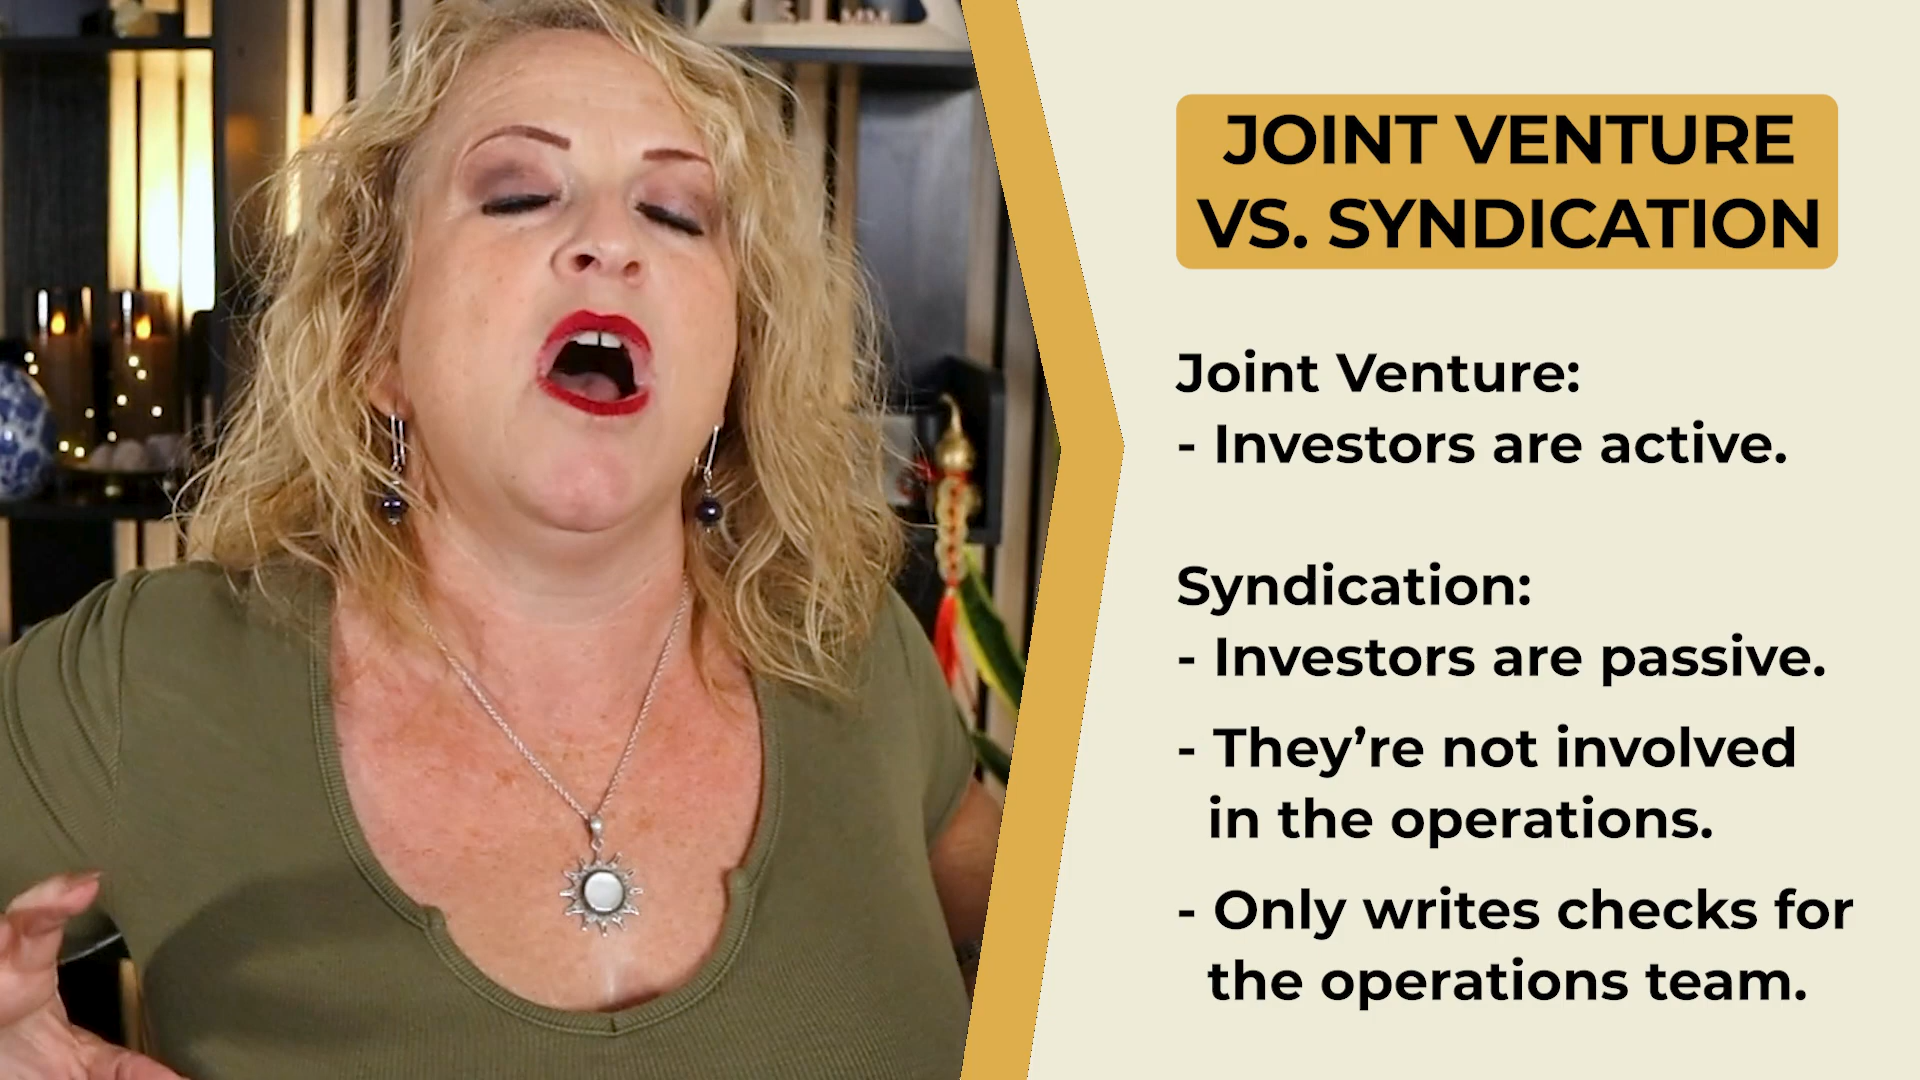 JOINT VENTURE
VS. SYNDICATION
Joint Venture:
- Investors are active.
Syndication:
- Investors are passive.
- They’re not involved
in the operations.
- Only writes checks for
the operations team.